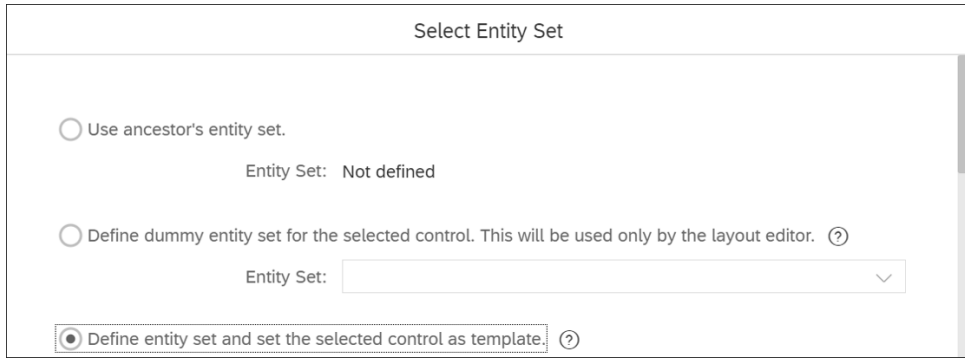 Select Entity Set
Use ancestor's entity set.
Entity Set: Not defined
Define dummy entity set for the selected control. This will be used only by the layout editor. ?
Entity Set:
Define entity set and set the selected control as template. ?